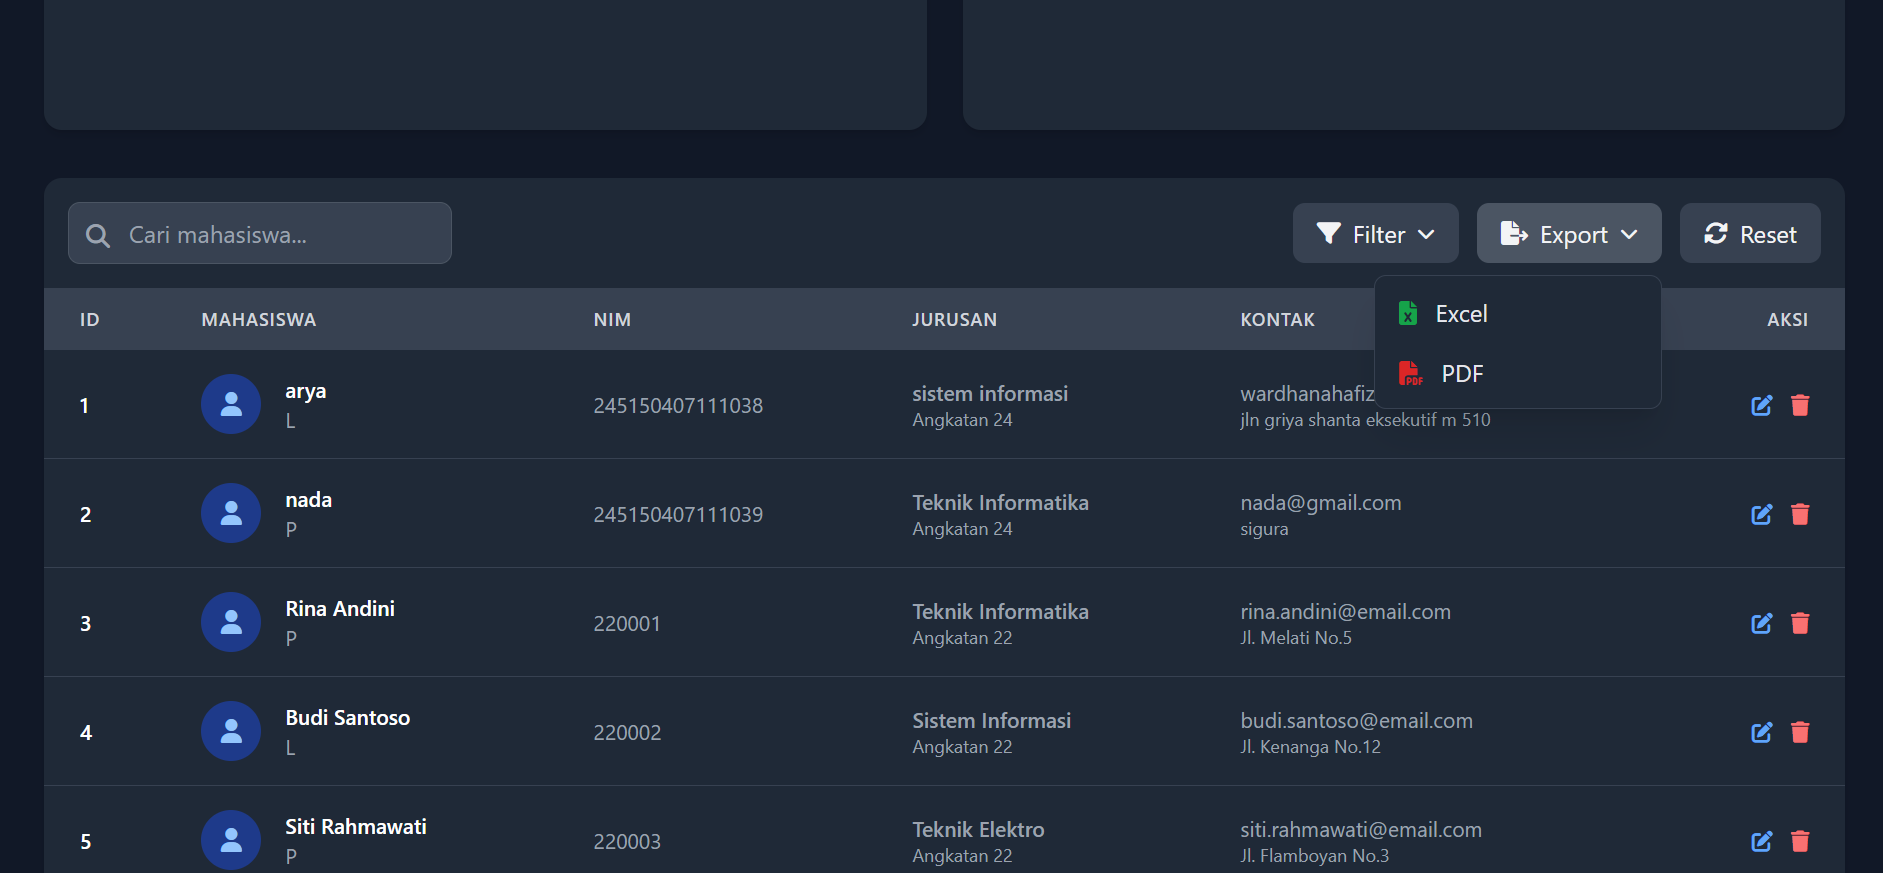 Cari mahasiswa...
Filter
Export
Reset
Excel
PDF
ID MAHASISWA NIM JURUSAN KONTAK AKSI
1 arya 245150407111038 sistem informasi wardhanahafiz
L Angkatan 24 jln griya shanta eksekutif m 510
2 nada 245150407111039 Teknik Informatika nada@gmail.com
P Angkatan 24 sigura
3 Rina Andini 220001 Teknik Informatika rina.andini@email.com
P Angkatan 22 Jl. Melati No.5
4 Budi Santoso 220002 Sistem Informasi budi.santoso@email.com
L Angkatan 22 Jl. Kenanga No.12
5 Siti Rahmawati 220003 Teknik Elektro siti.rahmawati@email.com
P Angkatan 22 Jl. Flamboyan No.3